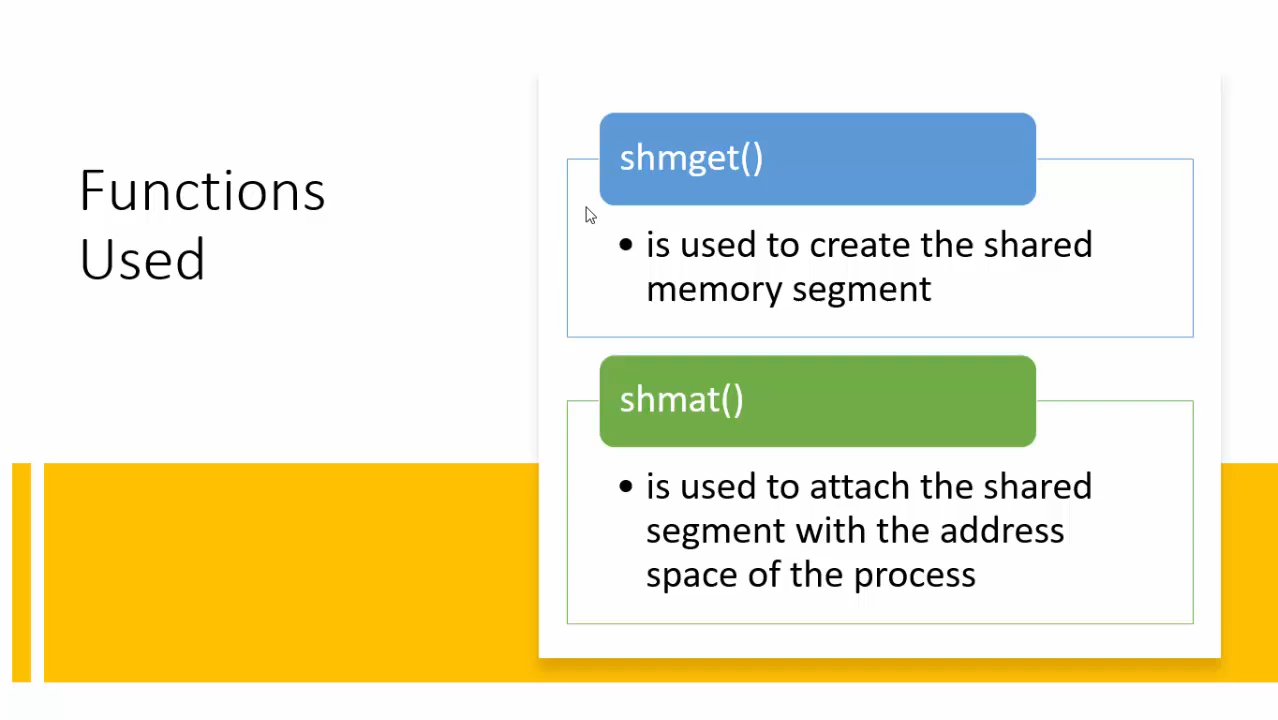 Functions
Used
shmget()
• is used to create the shared
memory segment
shmat()
• is used to attach the shared
segment with the address
space of the process